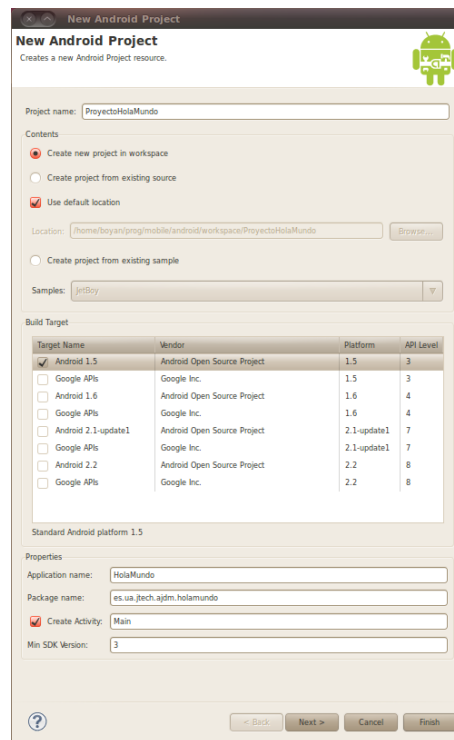 New Android Project
New Android Project
Creates a new Android Project resource.
Project name: ProyectoHolaMundo
Contents
Create new project in workspace
Create project from existing source
Use default location
Location: /home/boyan/prog/mobile/android/workspace/ProyectoHolaMundo Browse...
Create project from existing sample
Samples: JetBoy
Build Target
Target Name Vendor Platform API Level
Android 1.5 Android Open Source Project 1.5 3
Google APIs Google Inc. 1.5 3
Android 1.6 Android Open Source Project 1.6 4
Google APIs Google Inc. 1.6 4
Android 2.1-update1 Android Open Source Project 2.1-update1 7
Google APIs Google Inc. 2.1-update1 7
Android 2.2 Android Open Source Project 2.2 8
Google APIs Google Inc. 2.2 8
Standard Android platform 1.5
Properties
Application name: HolaMundo
Package name: es.ua.jtech.ajdm.holamundo
Create Activity: Main
Min SDK Version: 3
? < Back Next > Cancel Finish